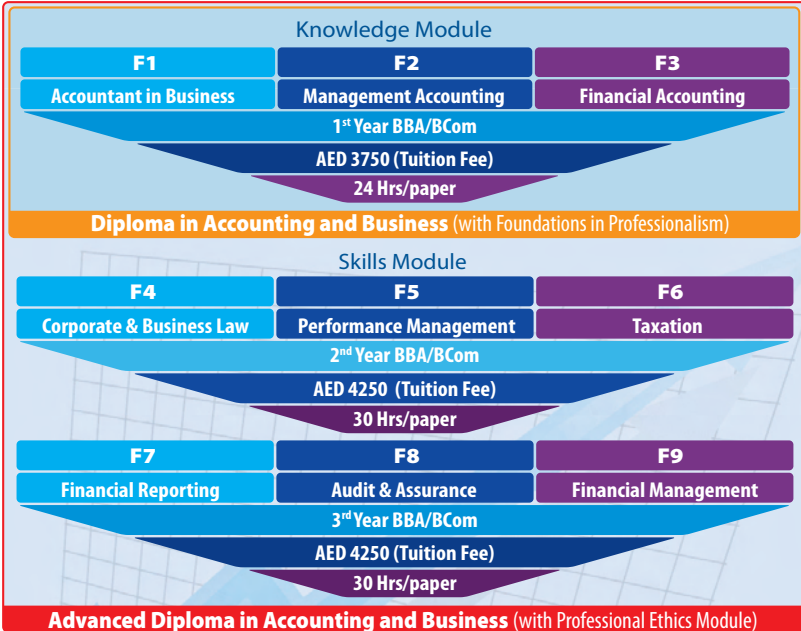 Knowledge Module
F1 F2 F3
Accountant in Business Management Accounting Financial Accounting
1st Year BBA/BCom
AED 3750 (Tuition Fee)
24 Hrs/paper
Diploma in Accounting and Business (with Foundations in Professionalism)
Skills Module
F4 F5 F6
Corporate & Business Law Performance Management Taxation
2nd Year BBA/BCom
AED 4250 (Tuition Fee)
30 Hrs/paper
F7 F8 F9
Financial Reporting Audit & Assurance Financial Management
3rd Year BBA/BCom
AED 4250 (Tuition Fee)
30 Hrs/paper
Advanced Diploma in Accounting and Business (with Professional Ethics Module)